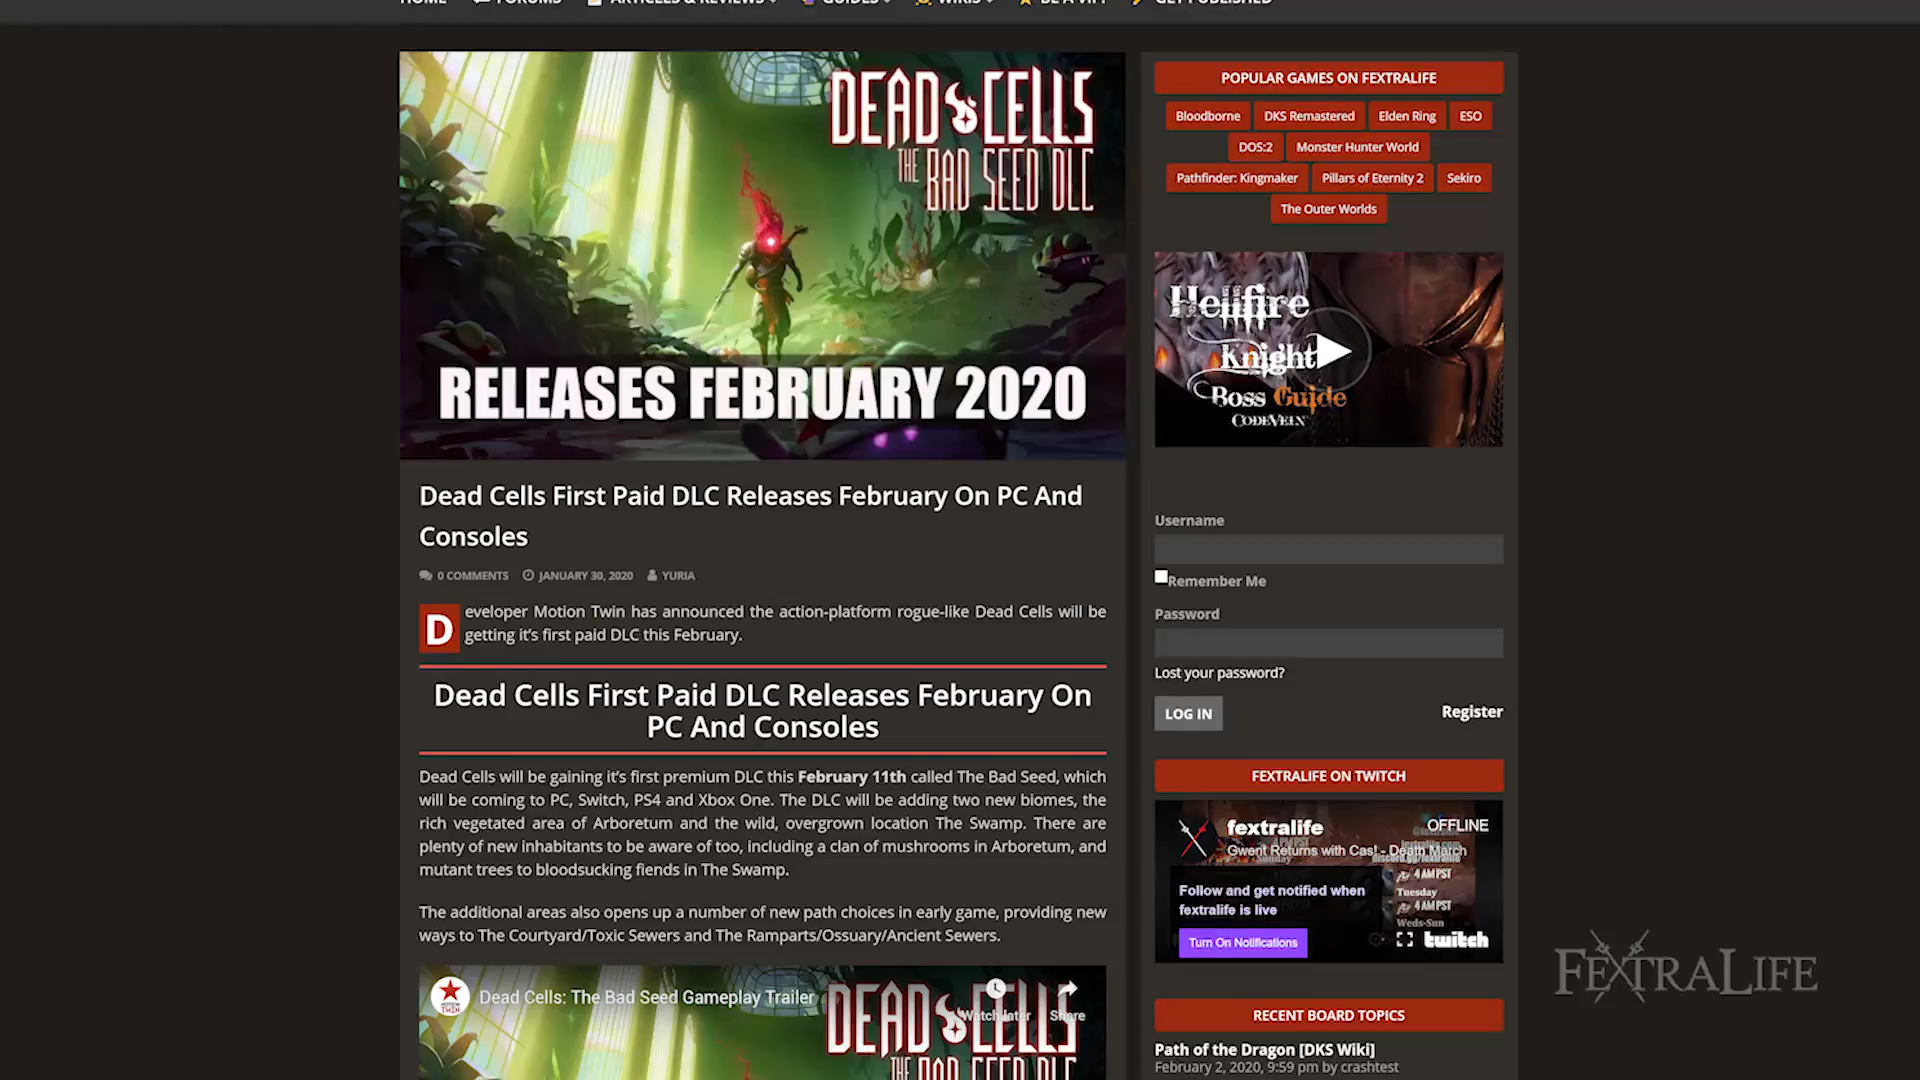 HOME FORUMS ARTICLES & REVIEWS GUIDES WIKIS BE A VIP! GET PUBLISHED
DEAD CELLS
THE BAD SEED DLC
RELEASES FEBRUARY 2020
Dead Cells First Paid DLC Releases February On PC And
Consoles
0 COMMENTS JANUARY 30, 2020 YURIA
Developer Motion Twin has announced the action-platform rogue-like Dead Cells will be
getting it's first paid DLC this February.
Dead Cells First Paid DLC Releases February On
PC And Consoles
Dead Cells will be gaining it's first premium DLC this February 11th called The Bad Seed, which
will be coming to PC, Switch, PS4 and Xbox One. The DLC will be adding two new biomes, the
rich vegetated area of Arboretum and the wild, overgrown location The Swamp. There are
plenty of new inhabitants to be aware of too, including a clan of mushrooms in Arboretum, and
mutant trees to bloodsucking fiends in The Swamp.
The additional areas also opens up a number of new path choices in early game, providing new
ways to The Courtyard/Toxic Sewers and The Ramparts/Ossuary/Ancient Sewers.
MOTION
TWIN
Dead Cells: The Bad Seed Gameplay Trailer
Watch later Share
DEAD CELLS
THE BAD SEED DLC
POPULAR GAMES ON FEXTRALIFE
Bloodborne DKS Remastered Elden Ring ESO
DOS:2 Monster Hunter World
Pathfinder: Kingmaker Pillars of Eternity 2 Sekiro
The Outer Worlds
Hellfire
Knight
Boss Guide
CODE VEIN
Username
Remember Me
Password
Lost your password?
LOG IN Register
FEXTRALIFE ON TWITCH
fextralife OFFLINE
Gwent Returns with Cas! - Death March
Sunday
discord.gg/fextralife
4 AM PST
Tuesday
4 AM PST
Weds-Sun
Follow and get notified when
fextralife is live
Turn On Notifications
twitch
RECENT BOARD TOPICS
Path of the Dragon [DKS Wiki]
February 2, 2020, 9:59 pm by crashtest
FEXTRALIFE